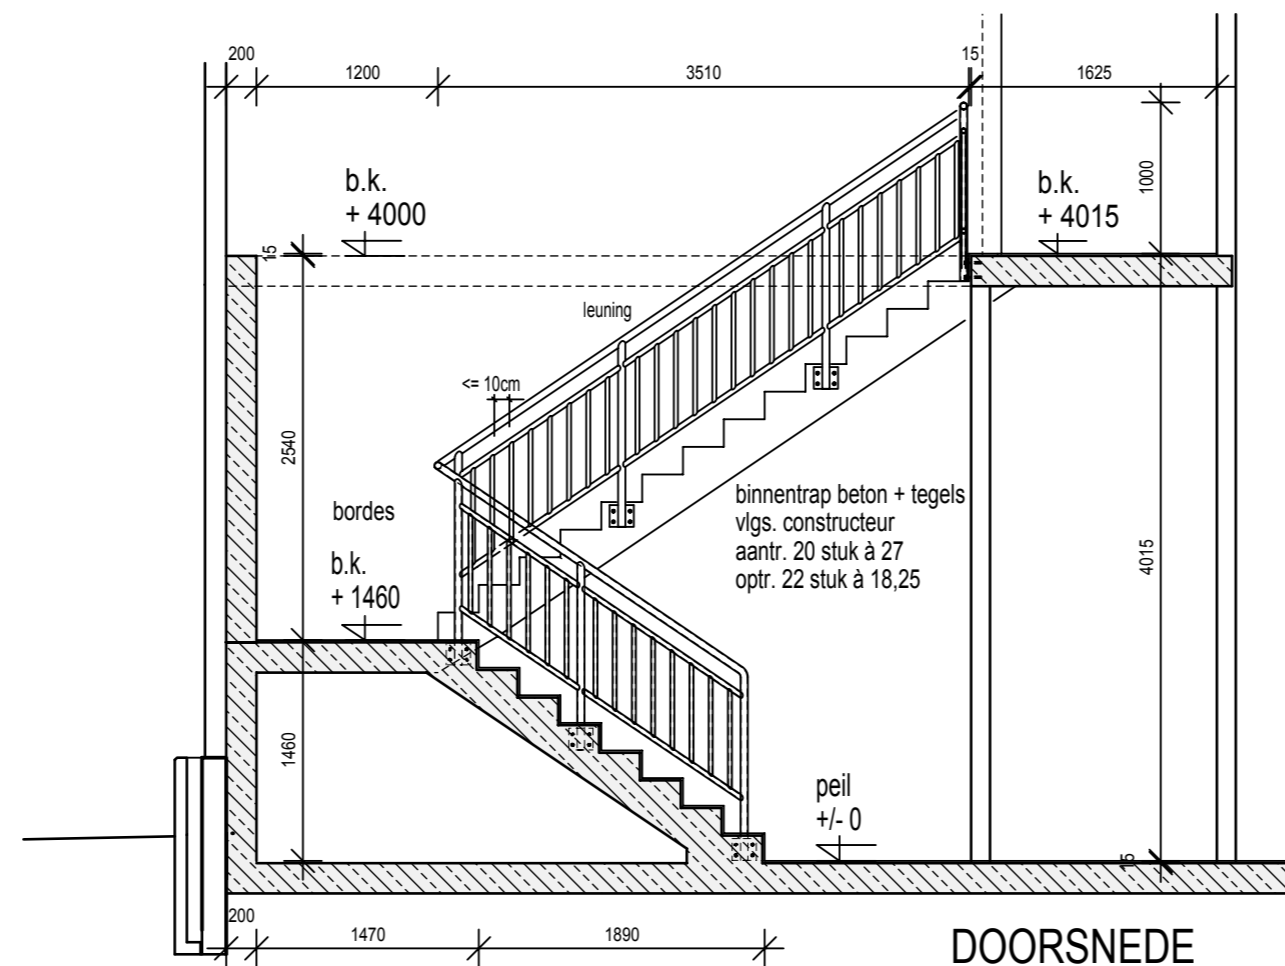 200
1200
3510
15
1625
b.k.
+ 4000
b.k.
+ 4015
1000
15
leuning
<= 10cm
2540
bordes
b.k.
+ 1460
binnentrap beton + tegels
vlgs. constructeur
aantr. 20 stuk à 27
optr. 22 stuk à 18,25
4015
1460
peil
+/- 0
15
200
1470
1890
DOORSNEDE